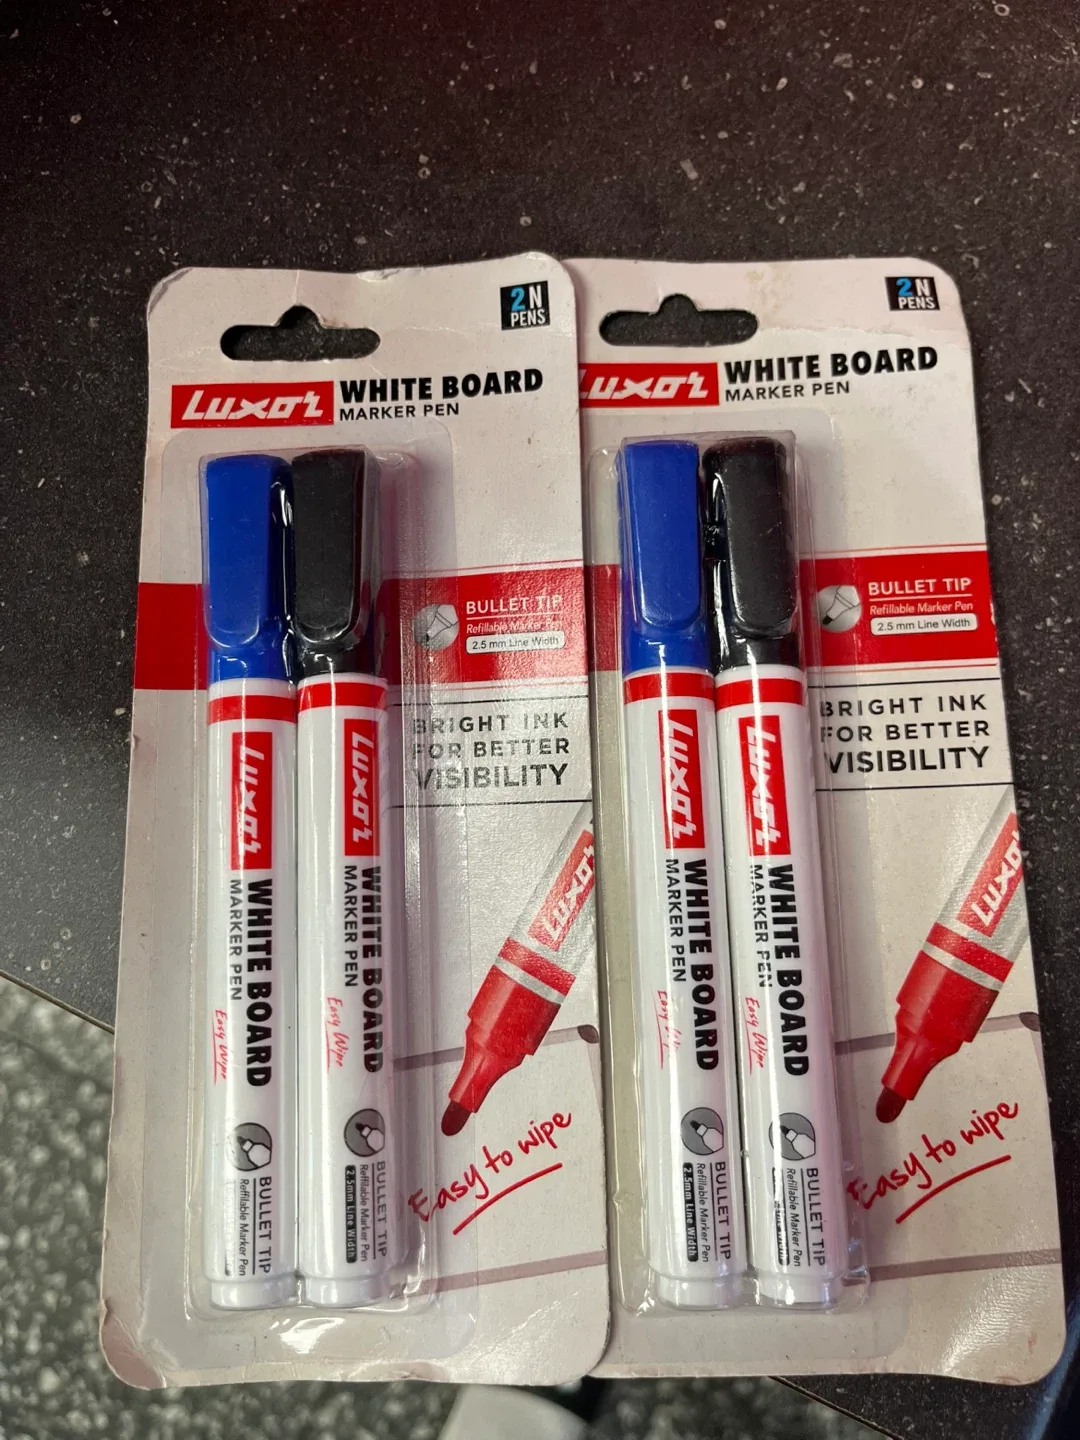 2 N
PENS
Luxor WHITE BOARD
MARKER PEN
BULLET TIP
Refillable Marker Pen
2.5 mm Line Width
BRIGHT INK
FOR BETTER
VISIBILITY
Luxor
Easy to wipe
Luxor WHITE BOARD
MARKER PEN
Easy Wipe
BULLET TIP
Refillable Marker Pen
Luxor WHITE BOARD
MARKER PEN
Easy Wipe
BULLET TIP
Refillable Marker Pen
2.5mm Line Width
2 N
PENS
Luxor WHITE BOARD
MARKER PEN
BULLET TIP
Refillable Marker Pen
2.5 mm Line Width
BRIGHT INK
FOR BETTER
VISIBILITY
Luxor
Easy to wipe
Luxor WHITE BOARD
MARKER PEN
Easy
BULLET TIP
Refillable Marker Pen
2.5mm Line Width
Luxor WHITE BOARD
MARKER PEN
Easy Wipe
BULLET TIP
Refillable Marker Pen